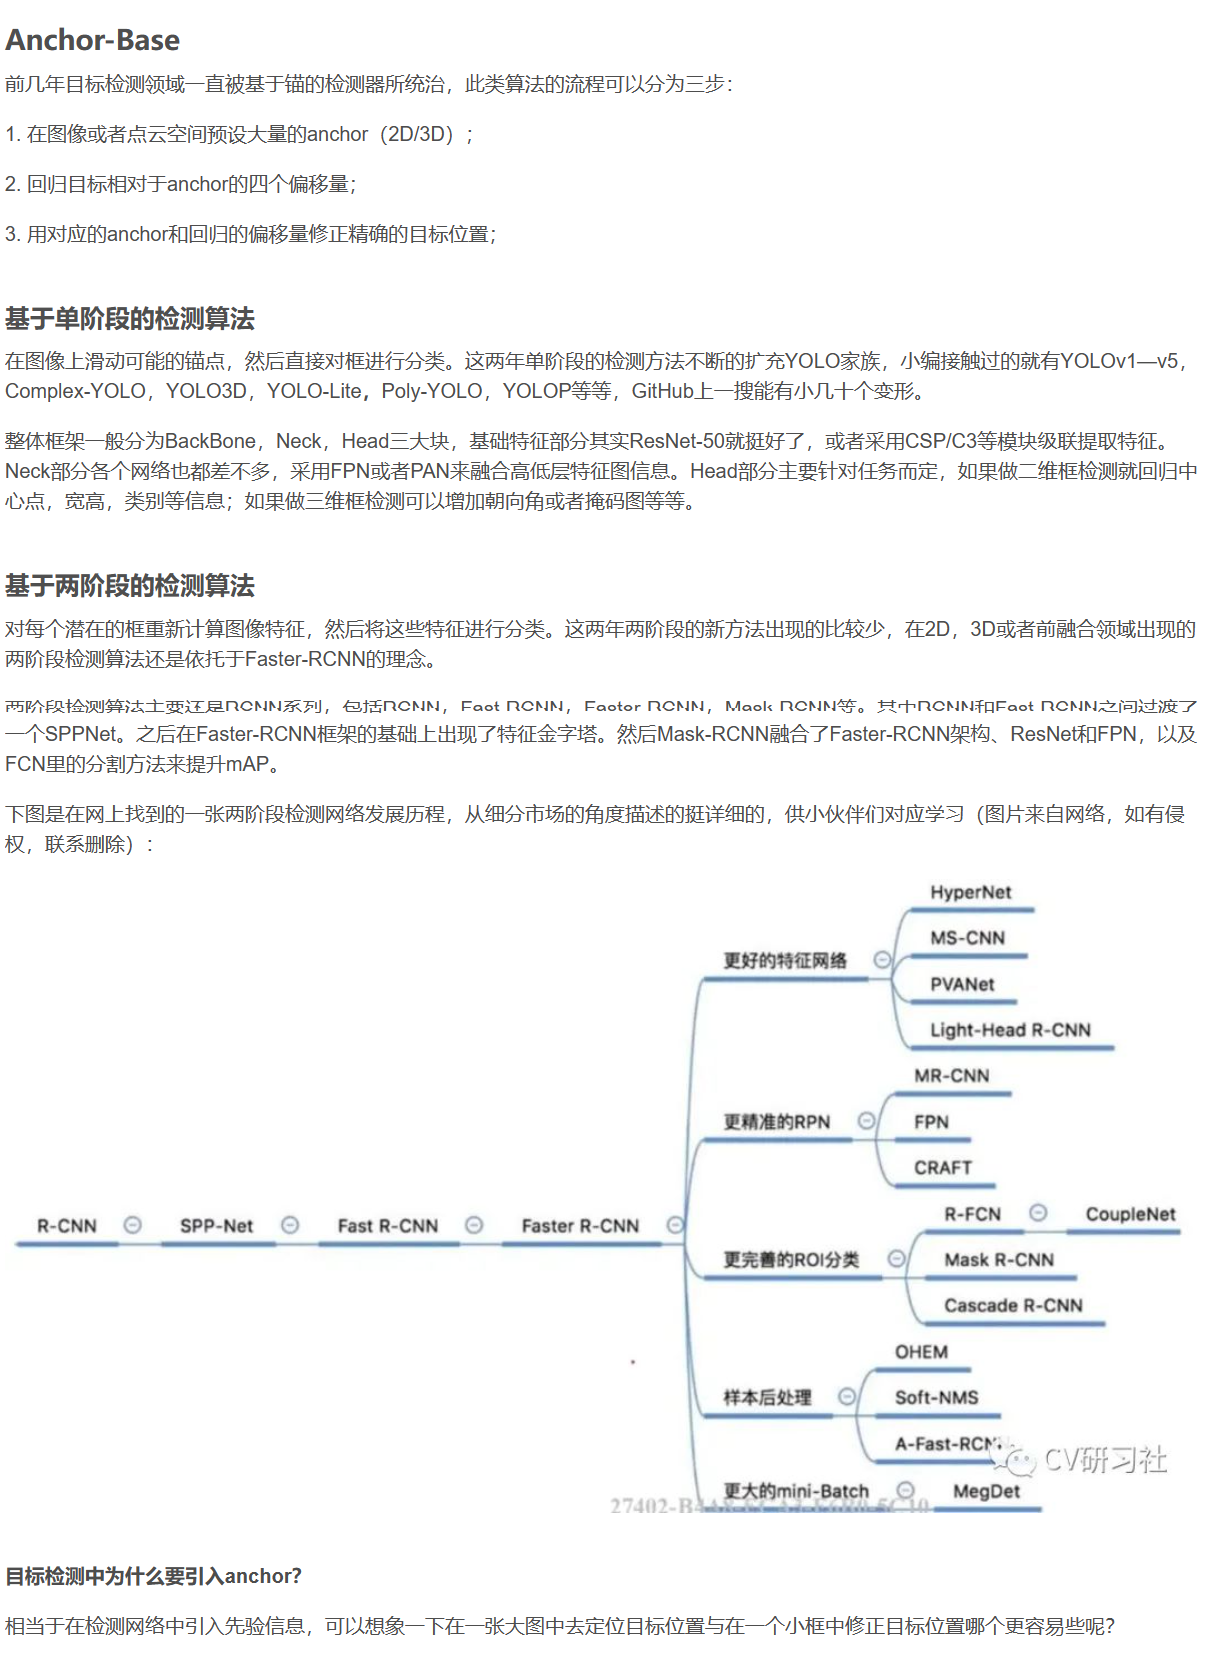 Anchor-Base
前几年目标检测领域一直被基于锚的检测器所统治，此类算法的流程可以分为三步：
1. 在图像或者点云空间预设大量的anchor（2D/3D）；
2. 回归目标相对于anchor的四个偏移量；
3. 用对应的anchor和回归的偏移量修正精确的目标位置；
基于单阶段的检测算法
在图像上滑动可能的锚点，然后直接对框进行分类。这两年单阶段的检测方法不断的扩充YOLO家族，小编接触过的就有YOLOv1—v5，
Complex-YOLO，YOLO3D，YOLO-Lite，Poly-YOLO，YOLOP等等，GitHub上一搜能有小几十个变形。
整体框架一般分为BackBone，Neck，Head三大块，基础特征部分其实ResNet-50就挺好了，或者采用CSP/C3等模块级联提取特征。
Neck部分各个网络也都差不多，采用FPN或者PAN来融合高低层特征图信息。Head部分主要针对任务而定，如果做二维框检测就回归中
心点，宽高，类别等信息；如果做三维框检测可以增加朝向角或者掩码图等等。
基于两阶段的检测算法
对每个潜在的框重新计算图像特征，然后将这些特征进行分类。这两年两阶段的新方法出现的比较少，在2D，3D或者前融合领域出现的
两阶段检测算法还是依托于Faster-RCNN的理念。
两阶段检测算法主要还是RCNN系列，包括RCNN，Fast RCNN，Faster RCNN，Mask RCNN等。其中RCNN和Fast RCNN之间过渡了
一个SPPNet。之后在Faster-RCNN框架的基础上出现了特征金字塔。然后Mask-RCNN融合了Faster-RCNN架构、ResNet和FPN，以及
FCN里的分割方法来提升mAP。
下图是在网上找到的一张两阶段检测网络发展历程，从细分市场的角度描述的挺详细的，供小伙伴们对应学习（图片来自网络，如有侵
权，联系删除）：
HyperNet
MS-CNN
更好的特征网络
PVANet
Light-Head R-CNN
MR-CNN
更精准的RPN
FPN
CRAFT
R-FCN
CoupleNet
R-CNN
SPP-Net
Fast R-CNN
Faster R-CNN
更完善的ROI分类
Mask R-CNN
Cascade R-CNN
OHEM
样本后处理
Soft-NMS
A-Fast-RCNN
CV研习社
更大的mini-Batch
MegDet
目标检测中为什么要引入anchor?
相当于在检测网络中引入先验信息，可以想象一下在一张大图中去定位目标位置与在一个小框中修正目标位置哪个更容易些呢？